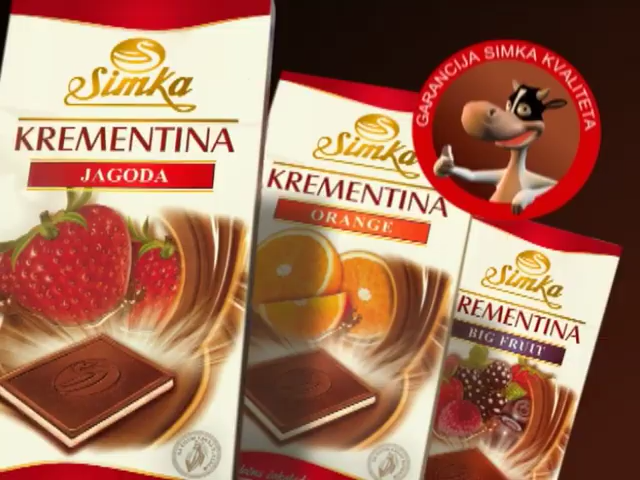 Simka
KREMENTINA
JAGODA
Simka
KREMENTINA
ORANGE
GARANCIJA SIMKA KVALITETA
Simka
REMENTINA
BIG FRUIT